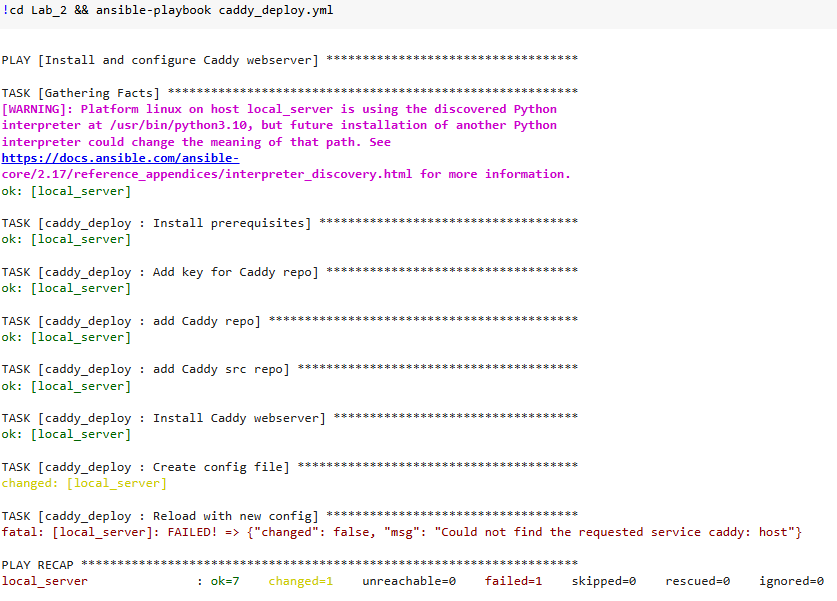 !cd Lab_2 && ansible-playbook caddy_deploy.yml
PLAY [Install and configure Caddy webserver] ***********************************
TASK [Gathering Facts] *********************************************************
[WARNING]: Platform linux on host local_server is using the discovered Python
interpreter at /usr/bin/python3.10, but future installation of another Python
interpreter could change the meaning of that path. See
https://docs.ansible.com/ansible-
core/2.17/reference_appendices/interpreter_discovery.html for more information.
ok: [local_server]
TASK [caddy_deploy : Install prerequisites] ************************************
ok: [local_server]
TASK [caddy_deploy : Add key for Caddy repo] ***********************************
ok: [local_server]
TASK [caddy_deploy : add Caddy repo] *******************************************
ok: [local_server]
TASK [caddy_deploy : add Caddy src repo] ***************************************
ok: [local_server]
TASK [caddy_deploy : Install Caddy webserver] **********************************
ok: [local_server]
TASK [caddy_deploy : Create config file] ***************************************
changed: [local_server]
TASK [caddy_deploy : Reload with new config] ***********************************
fatal: [local_server]: FAILED! => {"changed": false, "msg": "Could not find the requested service caddy: host"}
PLAY RECAP *********************************************************************
local_server : ok=7 changed=1 unreachable=0 failed=1 skipped=0 rescued=0 ignored=0